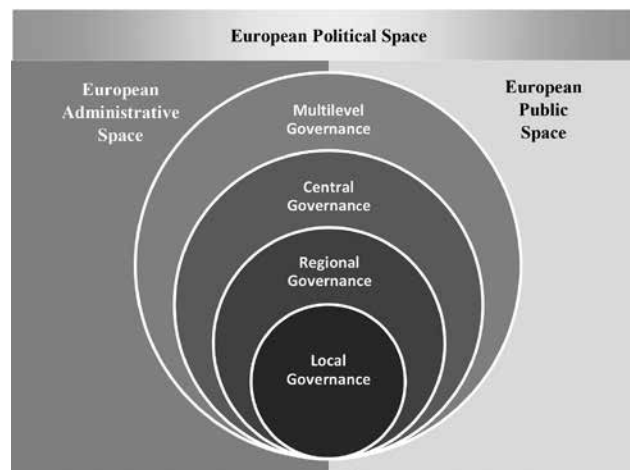 European Political Space
European
Administrative
Space
European
Public
Space
Multilevel
Governance
Central
Governance
Regional
Governance
Local
Governance